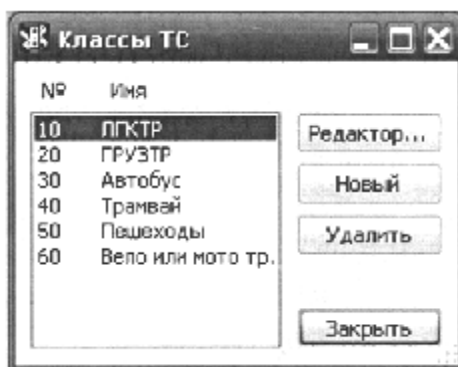 Классы ТС
№ Имя
10 ЛГКТР
20 ГРУЗТР
30 Автобус
40 Трамвай
50 Пешеходы
60 Вело или мото тр.
Редактор...
Новый
Удалить
Закрыть